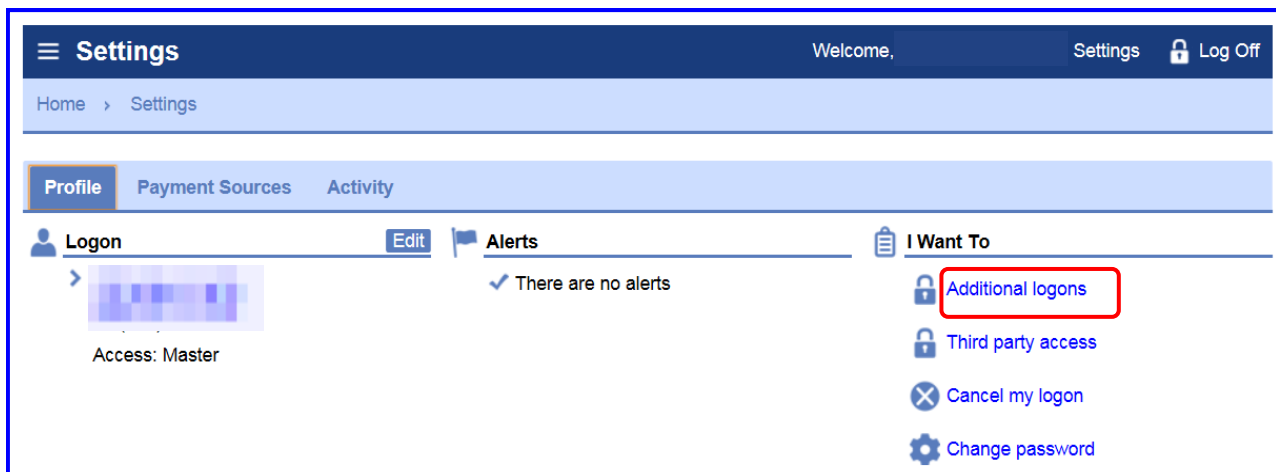 Settings
Welcome, Settings Log Off
Home › Settings
Profile Payment Sources Activity
Logon Edit
Access: Master
Alerts
There are no alerts
I Want To
Additional logons
Third party access
Cancel my logon
Change password